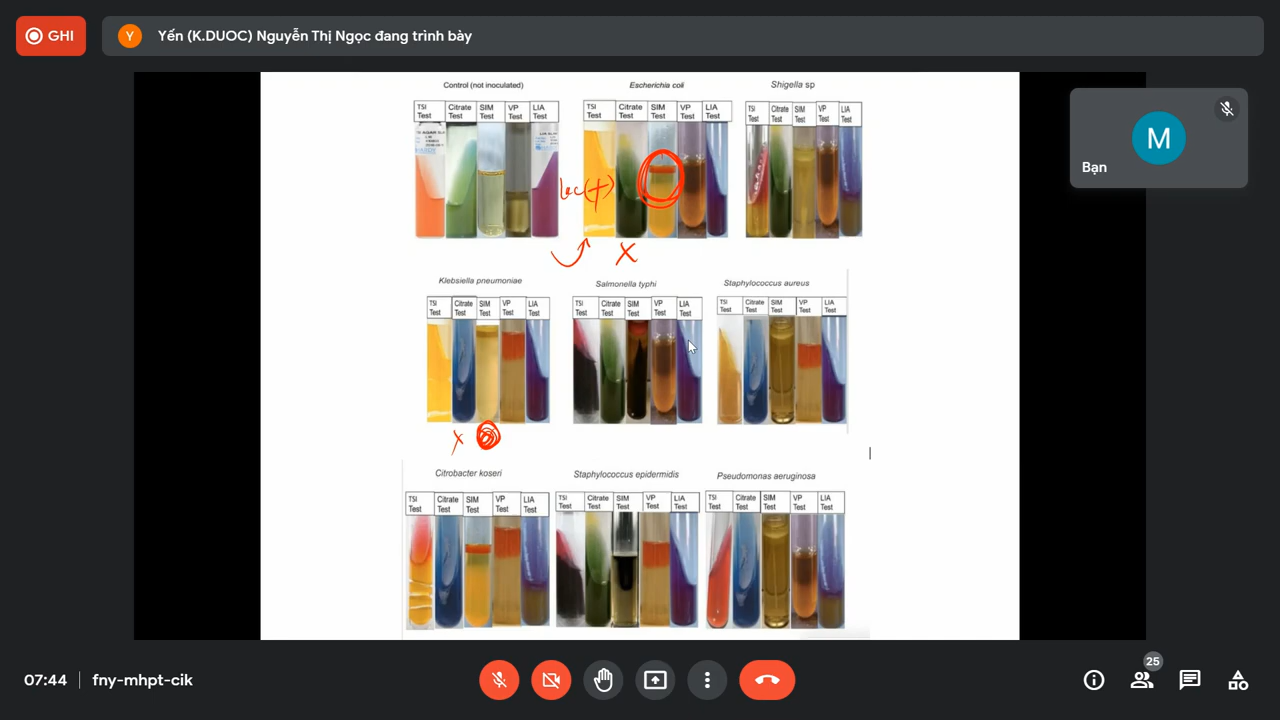 GHI
Y
Yến (K.DUOC) Nguyễn Thị Ngọc đang trình bày
M
Bạn
Control (not inoculated)
TSI Test
Citrate Test
SIM Test
VP Test
LIA Test
Escherichia coli
TSI Test
Citrate Test
SIM Test
VP Test
LIA Test
lac(+)
X
Shigella sp
TSI Test
Citrate Test
SIM Test
VP Test
LIA Test
Klebsiella pneumoniae
TSI Test
Citrate Test
SIM Test
VP Test
LIA Test
X
Salmonella typhi
TSI Test
Citrate Test
SIM Test
VP Test
LIA Test
Staphylococcus aureus
TSI Test
Citrate Test
SIM Test
VP Test
LIA Test
Citrobacter koseri
TSI Test
Citrate Test
SIM Test
VP Test
LIA Test
Staphylococcus epidermidis
TSI Test
Citrate Test
SIM Test
VP Test
LIA Test
Pseudomonas aeruginosa
TSI Test
Citrate Test
SIM Test
VP Test
LIA Test
07:44
fny-mhpt-cik
25